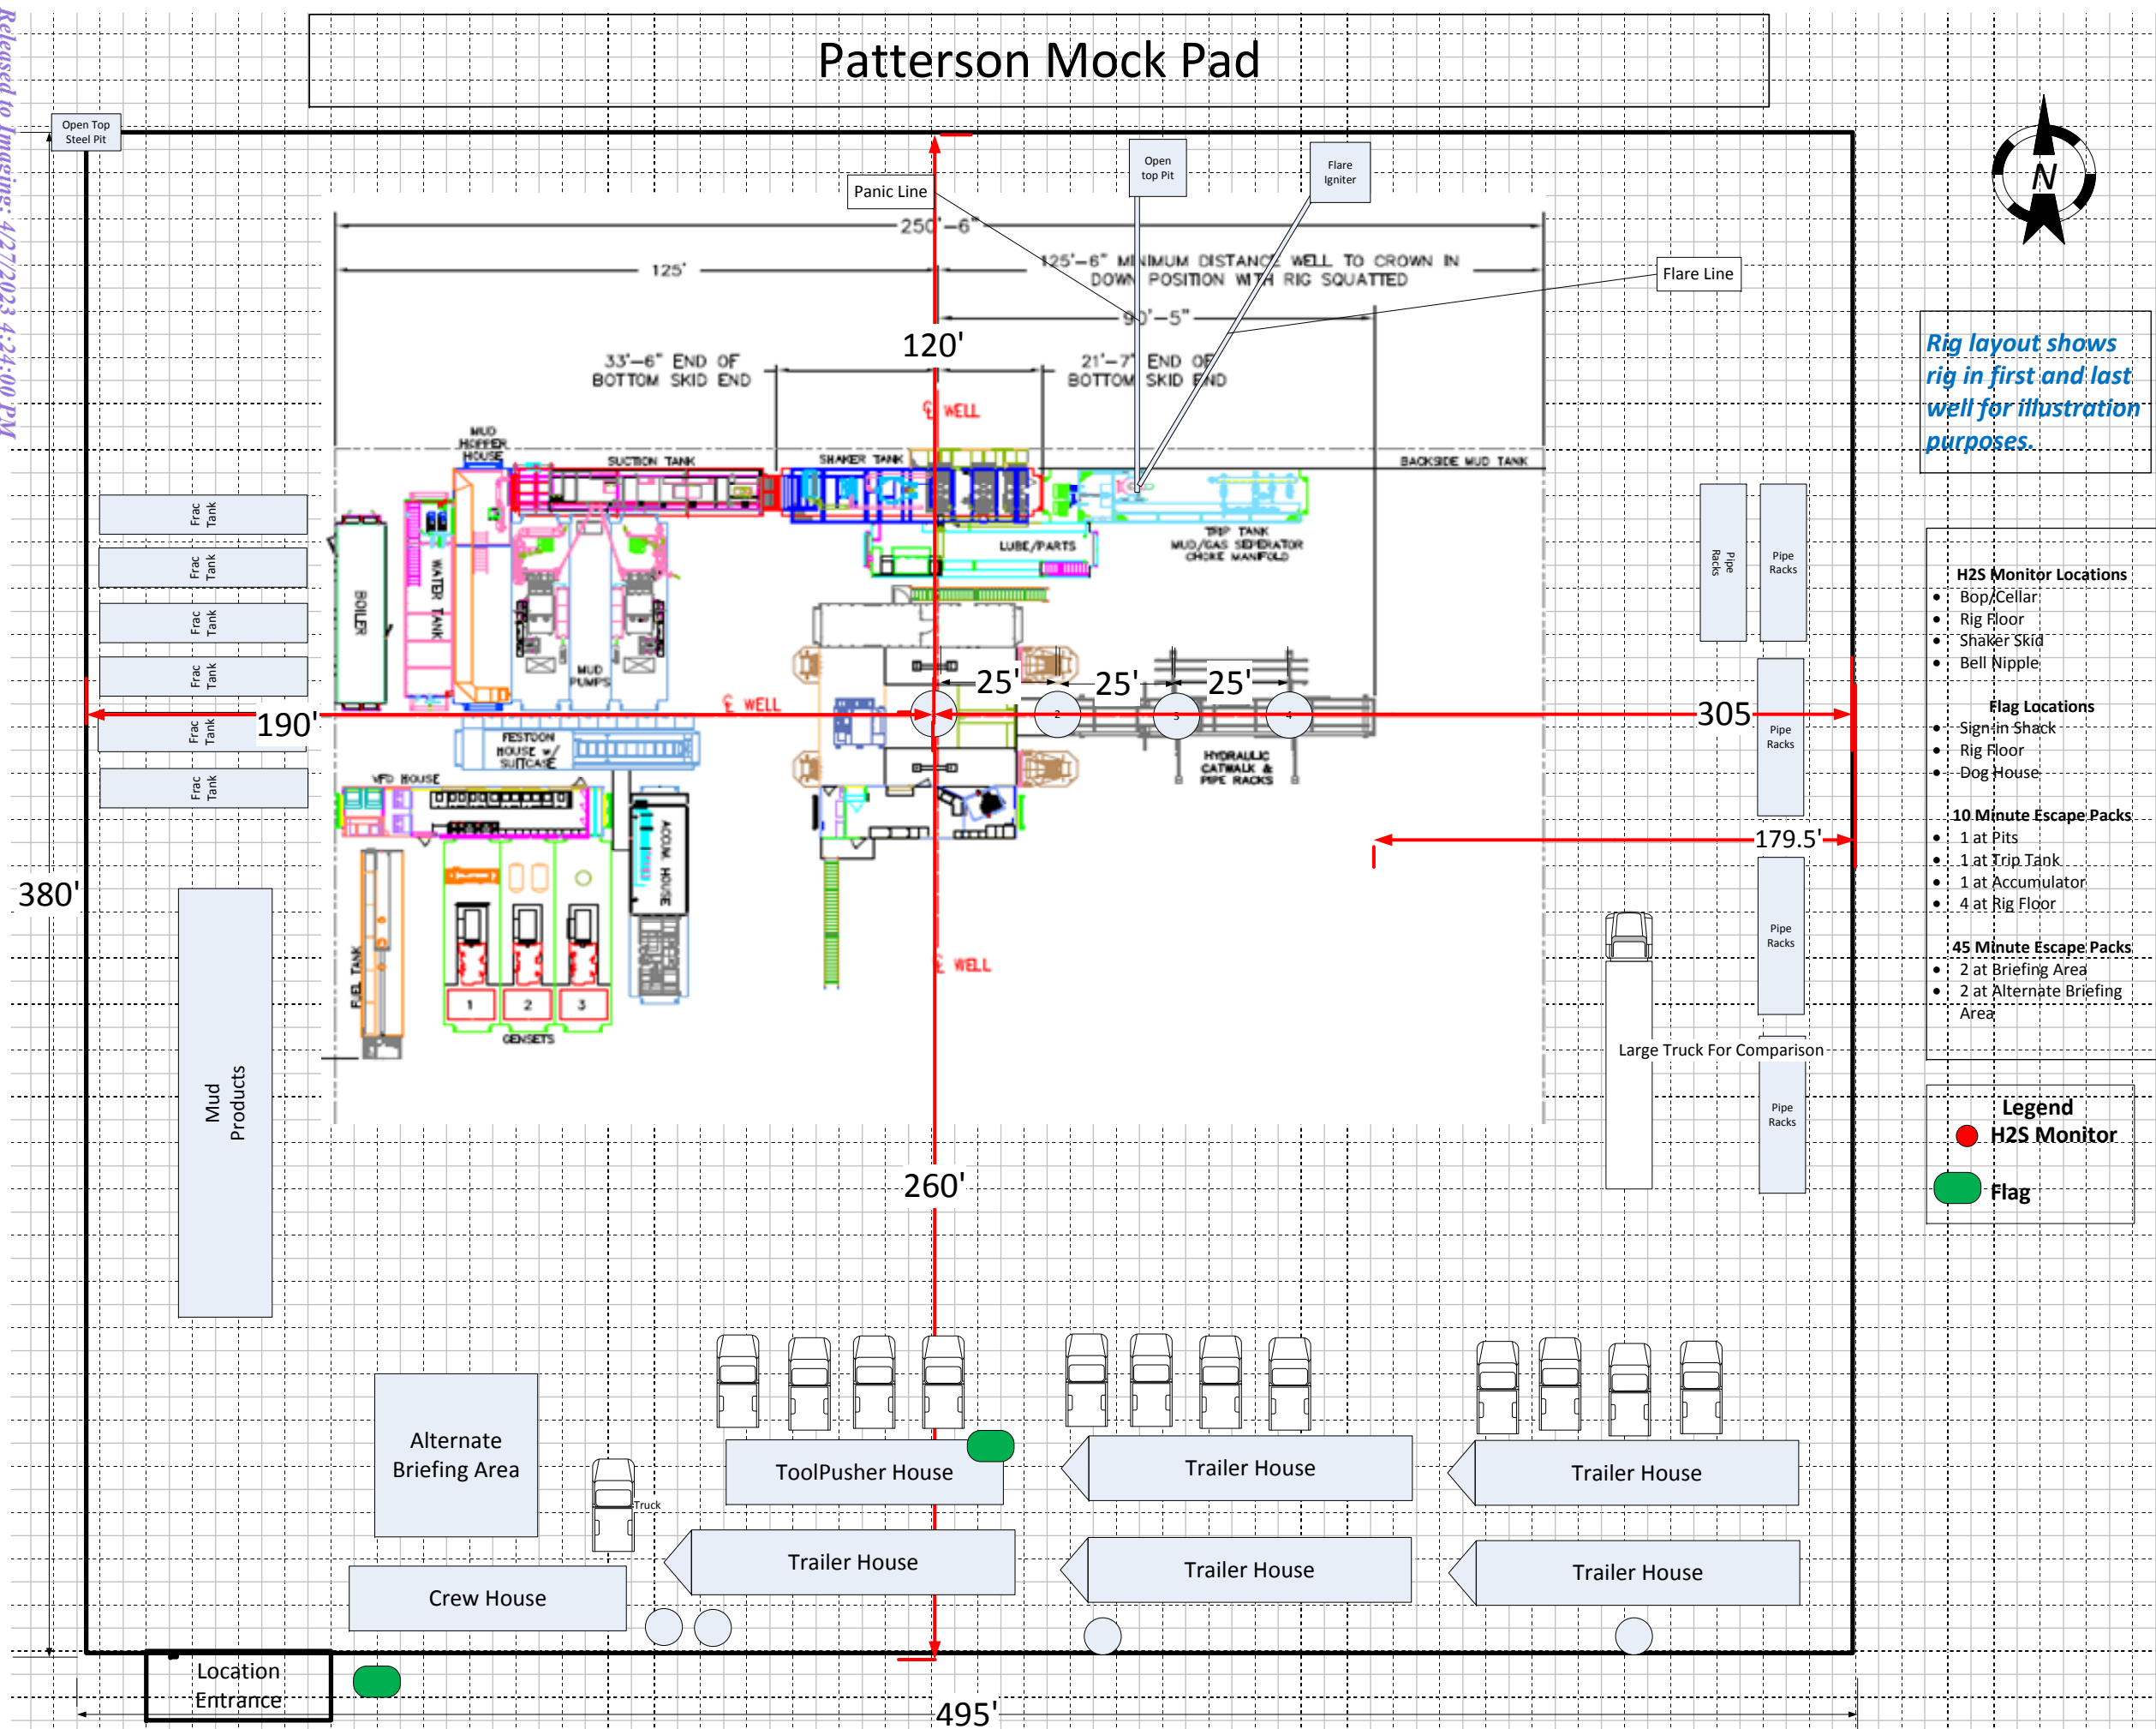 Released to Imaging: 4/27/2023 4:24:00 PM
Patterson Mock Pad
Open Top
Steel Pit
Open
top Pit
Flare
Igniter
Panic Line
N
250'-6"
125'
125'-6" MINIMUM DISTANCE WELL TO CROWN IN
DOWN POSITION WITH RIG SQUATTED
Flare Line
90'-5"
120'
33'-6" END OF
BOTTOM SKID END
21'-7" END OF
BOTTOM SKID END
℄ WELL
Rig layout shows
rig in first and last
well for illustration
purposes.
MUD
HOPPER
HOUSE
SUCTION TANK
SHAKER TANK
BACKSIDE MUD TANK
Frac
Tank
Frac
Tank
Frac
Tank
Frac
Tank
Frac
Tank
Frac
Tank
BOILER
WATER TANK
MUD
PUMPS
LUBE/PARTS
TRIP TANK
MUD/GAS SEPERATOR
CHOKE MANIFOLD
Pipe
Racks
Pipe
Racks
H2S Monitor Locations
• Bop/Cellar
• Rig Floor
• Shaker Skid
• Bell Nipple
Flag Locations
• Sign-in Shack
• Rig Floor
• Dog House
10 Minute Escape Packs
• 1 at Pits
• 1 at Trip Tank
• 1 at Accumulator
• 4 at Rig Floor
45 Minute Escape Packs
• 2 at Briefing Area
• 2 at Alternate Briefing
Area
25'
25'
25'
190'
℄ WELL
2
3
4
305
Pipe
Racks
FESTOON
HOUSE w/
SUITCASE
HYDRAULIC
CATWALK &
PIPE RACKS
VFD HOUSE
ACCUM. HOUSE
179.5'
380'
FUEL TANK
1
2
3
GENSETS
℄ WELL
Pipe
Racks
Large Truck For Comparison
Pipe
Racks
Mud
Products
Legend
H2S Monitor
Flag
260'
Alternate
Briefing Area
Truck
ToolPusher House
Trailer House
Trailer House
Trailer House
Trailer House
Trailer House
Crew House
Location
Entrance
495'